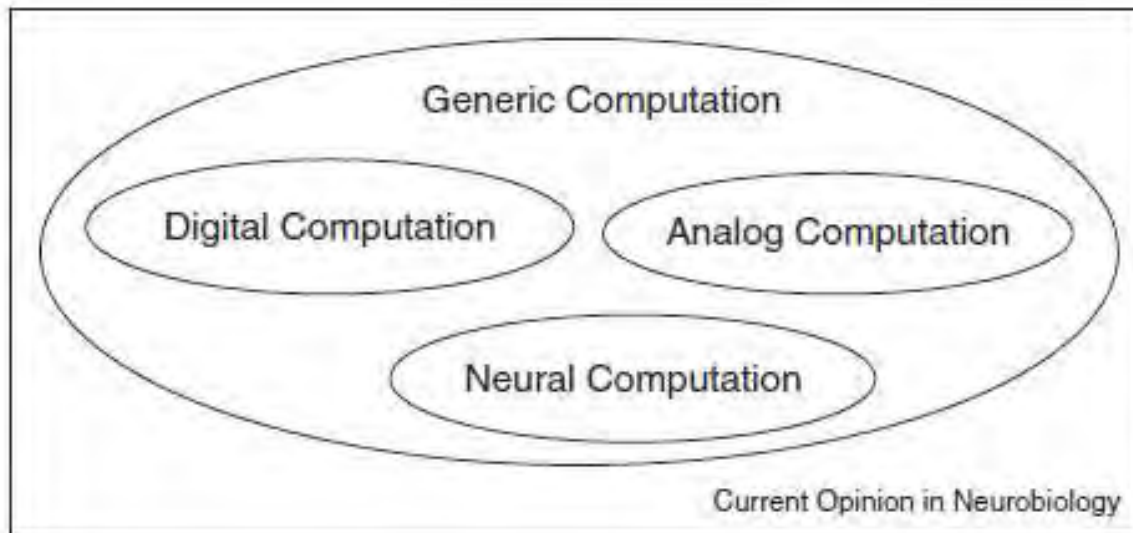 Generic Computation
Digital Computation
Analog Computation
Neural Computation
Current Opinion in Neurobiology